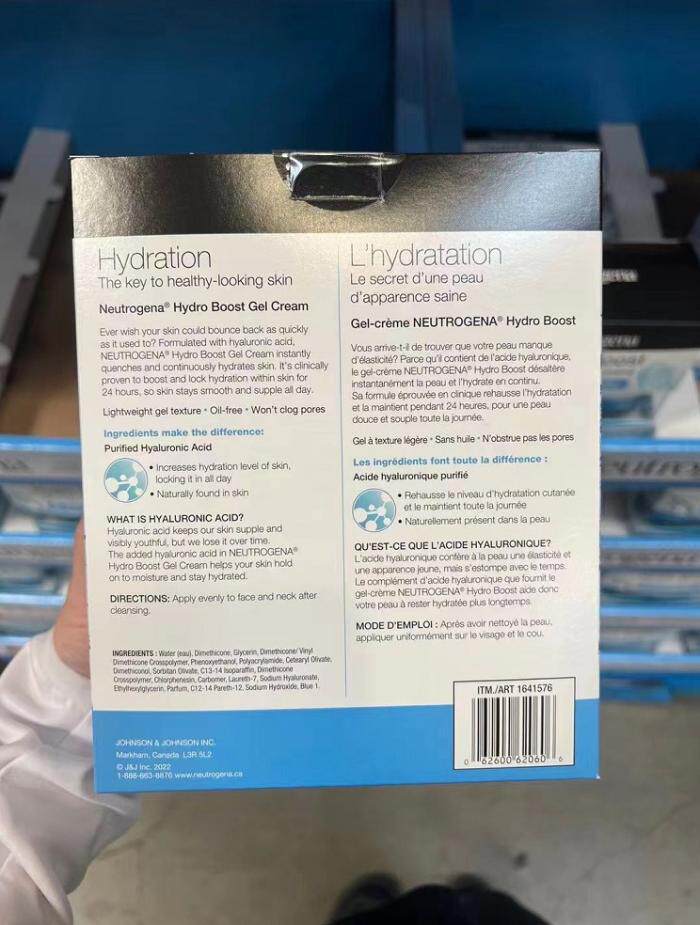 Hydration
The key to healthy-looking skin
Neutrogena® Hydro Boost Gel Cream
Ever wish your skin could bounce back as quickly
as it used to? Formulated with hyaluronic acid,
NEUTROGENA® Hydro Boost Gel Cream instantly
quenches and continuously hydrates skin. It's clinically
proven to boost and lock hydration within skin for
24 hours, so skin stays smooth and supple all day.
Lightweight gel texture • Oil-free • Won't clog pores
Ingredients make the difference:
Purified Hyaluronic Acid
• Increases hydration level of skin,
locking it in all day
• Naturally found in skin
WHAT IS HYALURONIC ACID?
Hyaluronic acid keeps our skin supple and
visibly youthful, but we lose it over time.
The added hyaluronic acid in NEUTROGENA®
Hydro Boost Gel Cream helps your skin hold
on to moisture and stay hydrated.
DIRECTIONS: Apply evenly to face and neck after
cleansing.
INGREDIENTS : Water (eau), Dimethicone, Glycerin, Dimethicone/ Vinyl
Dimethicone Crosspolymer, Phenoxyethanol, Polyacrylamide, Cetearyl Olivate,
Dimethiconol, Sorbitan Olivate, C13-14 Isoparaffin, Dimethicone
Crosspolymer, Chlorphenesin, Carbomer, Laureth-7, Sodium Hyaluronate,
Ethylhexylglycerin, Parfum, C12-14 Pareth-12, Sodium Hydroxide, Blue 1.
JOHNSON & JOHNSON INC.
Markham, Canada L3R 5L2
© J&J Inc. 2022
1-888-663-8876 www.neutrogena.ca
L'hydratation
Le secret d'une peau
d'apparence saine
Gel-crème NEUTROGENA® Hydro Boost
Vous arrive-t-il de trouver que votre peau manque
d'élasticité? Parce qu'il contient de l'acide hyaluronique,
le gel-crème NEUTROGENA® Hydro Boost désaltère
instantanément la peau et l'hydrate en continu.
Sa formule éprouvée en clinique rehausse l'hydratation
et la maintient pendant 24 heures, pour une peau
douce et souple toute la journée.
Gel à texture légère • Sans huile • N'obstrue pas les pores
Les ingrédients font toute la différence :
Acide hyaluronique purifié
• Rehausse le niveau d'hydratation cutanée
et le maintient toute la journée
• Naturellement présent dans la peau
QU'EST-CE QUE L'ACIDE HYALURONIQUE?
L'acide hyaluronique confère à la peau une élasticité et
une apparence jeune, mais s'estompe avec le temps.
Le complément d'acide hyaluronique que fournit le
gel-crème NEUTROGENA® Hydro Boost aide donc
votre peau à rester hydratée plus longtemps.
MODE D'EMPLOI : Après avoir nettoyé la peau,
appliquer uniformément sur le visage et le cou.
ITM./ART 1641576
0 62600 62060 6